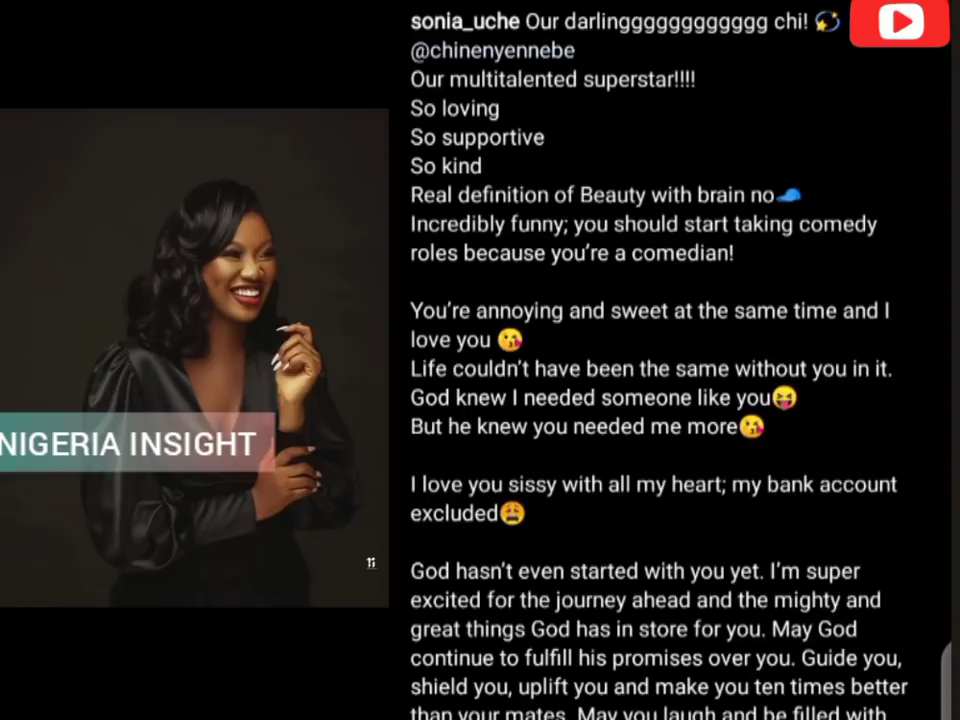 sonia_uche Our darlinggggggggggggg chi! 💫
@chinenyennebe
Our multitalented superstar!!!!
So loving
So supportive
So kind
Real definition of Beauty with brain no🧢
Incredibly funny; you should start taking comedy
roles because you're a comedian!
You're annoying and sweet at the same time and I
love you 😘
Life couldn't have been the same without you in it.
God knew I needed someone like you😝
But he knew you needed me more😘
I love you sissy with all my heart; my bank account
excluded😩
God hasn't even started with you yet. I'm super
excited for the journey ahead and the mighty and
great things God has in store for you. May God
continue to fulfill his promises over you. Guide you,
shield you, uplift you and make you ten times better
than your mates. May you laugh and be filled with
NIGERIA INSIGHT